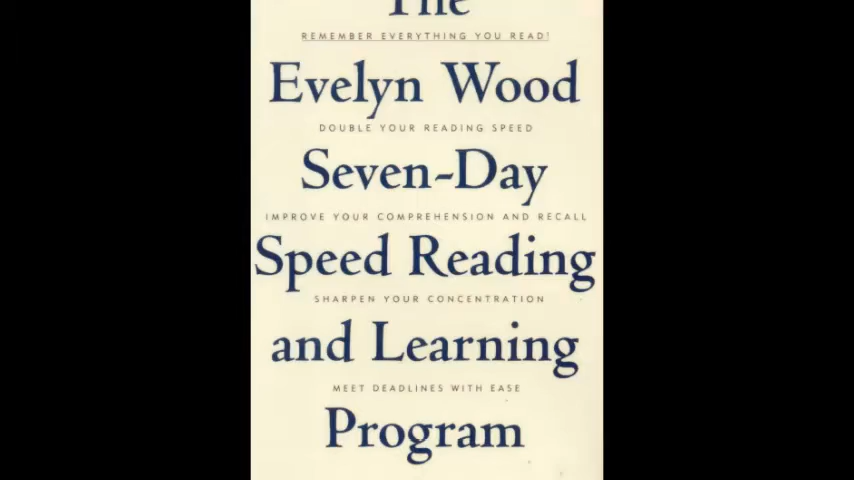 The
REMEMBER EVERYTHING YOU READ!
Evelyn Wood
DOUBLE YOUR READING SPEED
Seven-Day
IMPROVE YOUR COMPREHENSION AND RECALL
Speed Reading
SHARPEN YOUR CONCENTRATION
and Learning
MEET DEADLINES WITH EASE
Program